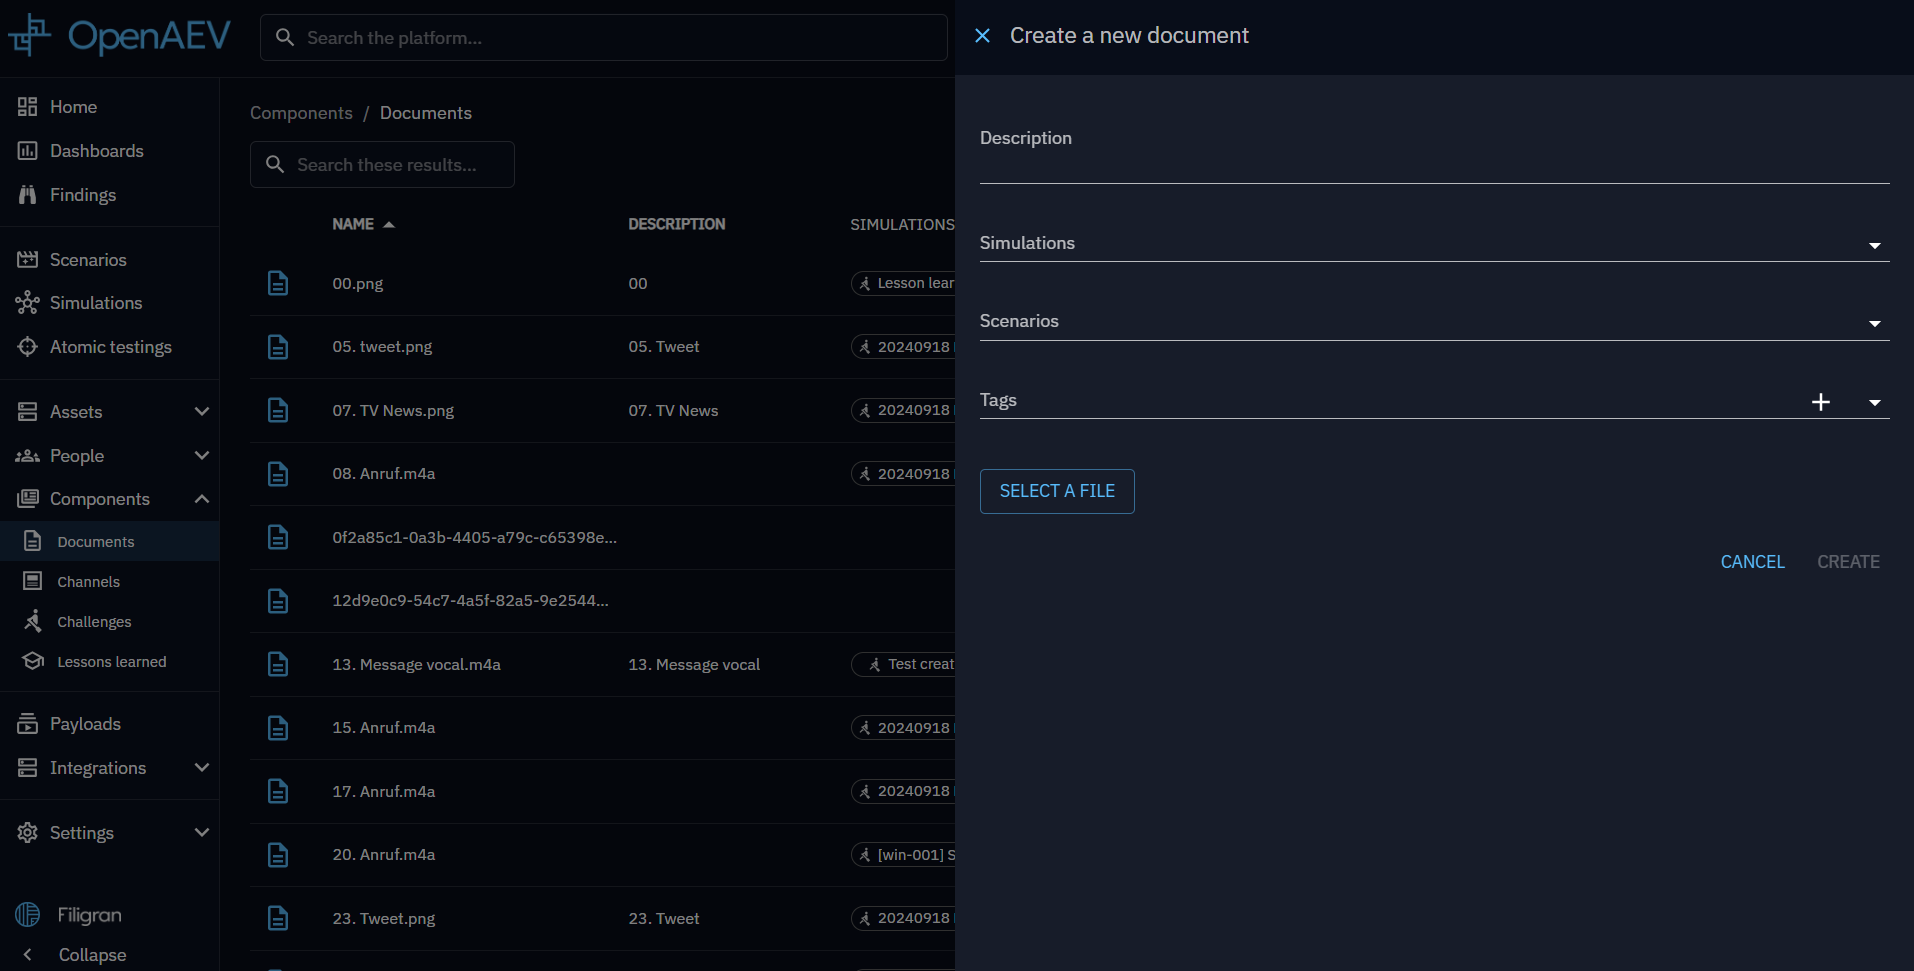 OpenAEV
Search the platform...
Create a new document
Home
Dashboards
Findings
Scenarios
Simulations
Atomic testings
Assets
People
Components
Documents
Channels
Challenges
Lessons learned
Payloads
Integrations
Settings
Filigran
Collapse
Components / Documents
Search these results...
NAME DESCRIPTION SIMULATIONS
00.png 00 Lesson lear
05. tweet.png 05. Tweet 20240918
07. TV News.png 07. TV News 20240918
08. Anruf.m4a 20240918
0f2a85c1-0a3b-4405-a79c-c65398e...
12d9e0c9-54c7-4a5f-82a5-9e2544...
13. Message vocal.m4a 13. Message vocal Test creat
15. Anruf.m4a 20240918
17. Anruf.m4a 20240918
20. Anruf.m4a [win-001] S
23. Tweet.png 23. Tweet 20240918
Description
Simulations
Scenarios
Tags
SELECT A FILE
CANCEL CREATE